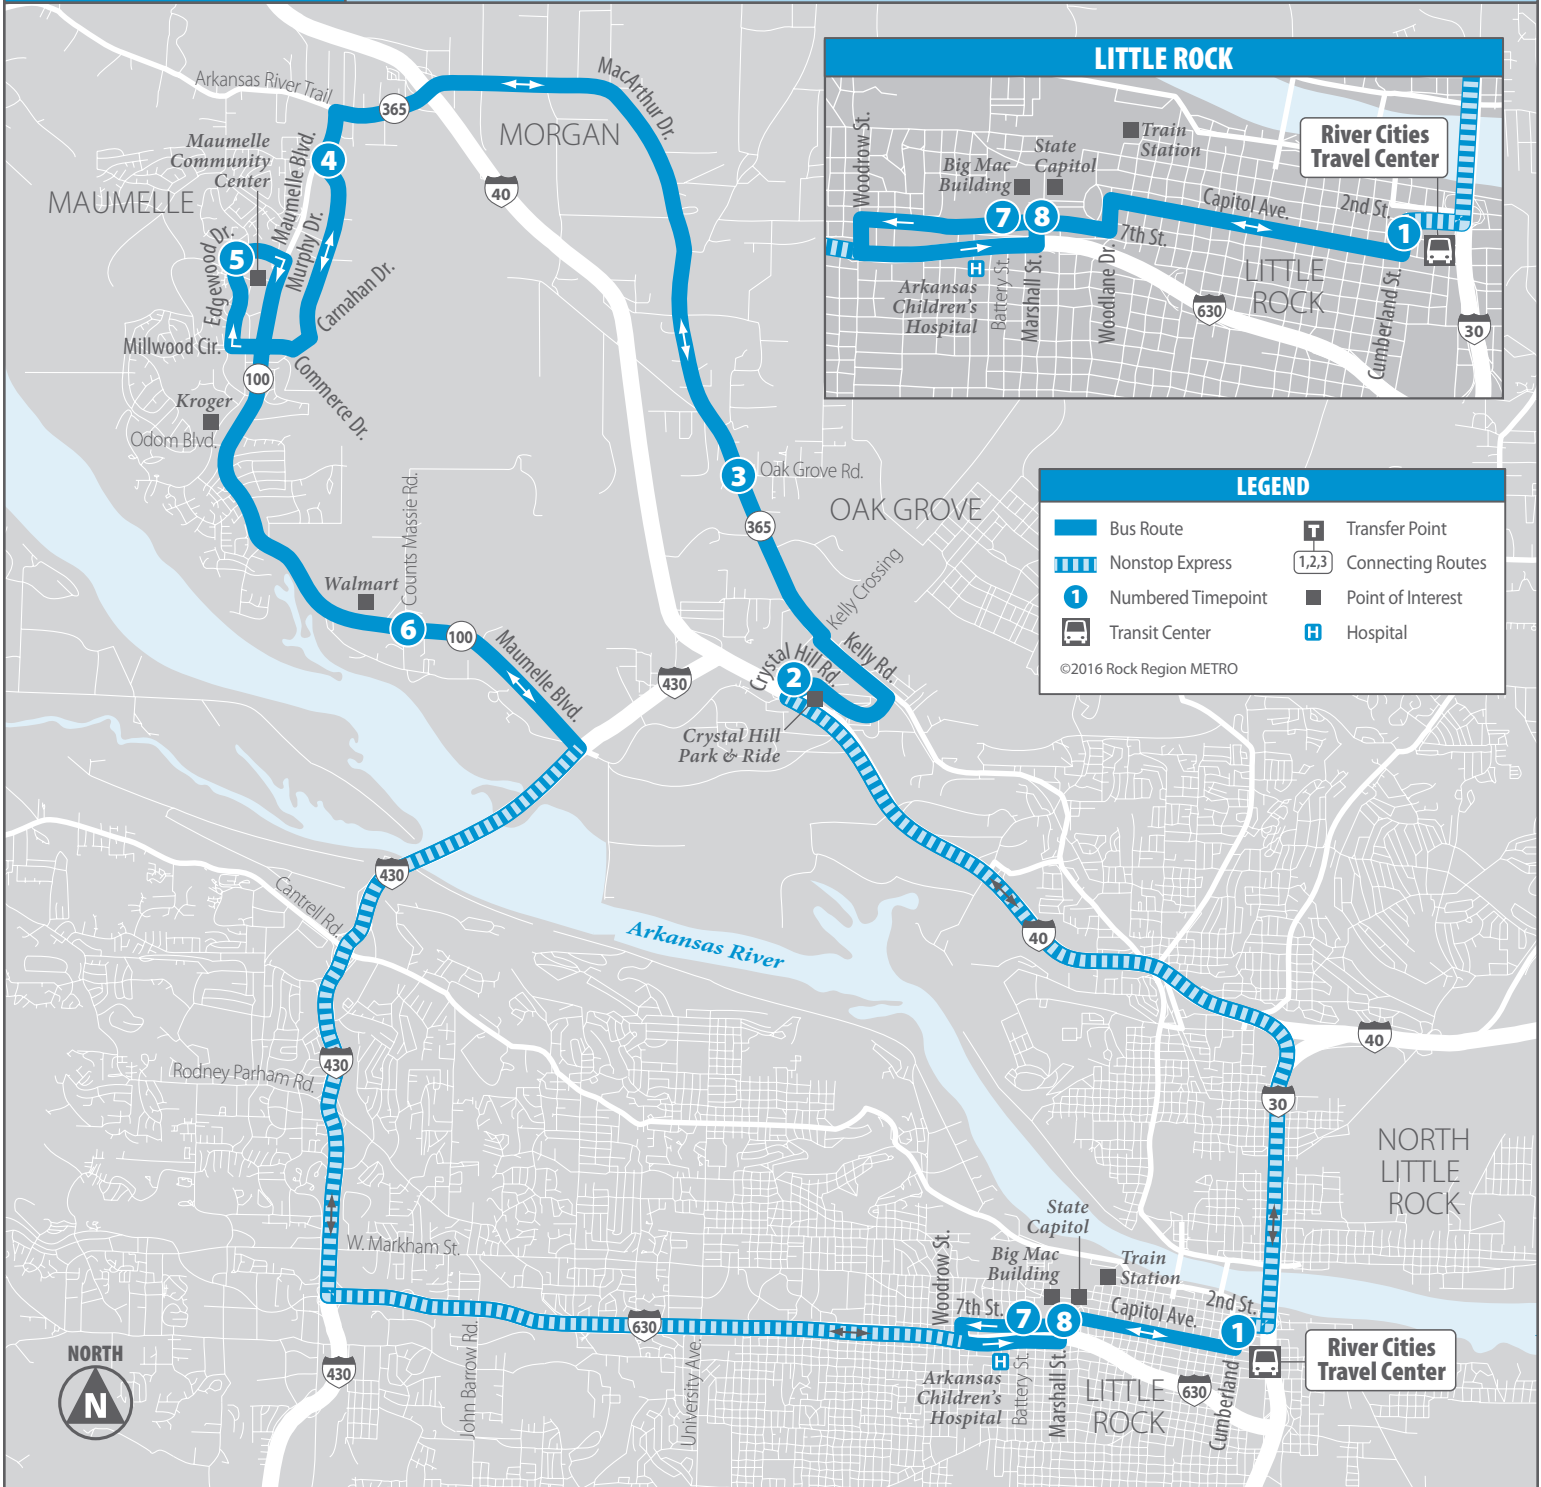 Arkansas River Trail
365
MacArthur Dr.
MORGAN
Maumelle
Community
Center
Maumelle Blvd.
4
40
MAUMELLE
Maumelle Blvd.
Murphy Dr.
Edgewood Dr.
5
Carnahan Dr.
Millwood Cir.
100
Commerce Dr.
Kroger
Odom Blvd.
3
Oak Grove Rd.
OAK GROVE
365
Counts Massie Rd.
Walmart
6
100
Maumelle Blvd.
Kelly Crossing
Kelly Rd.
Crystal Hill Rd.
2
430
Crystal Hill
Park & Ride
430
Cantrell Rd.
Arkansas River
40
40
430
Rodney Parham Rd.
30
NORTH
LITTLE
ROCK
W. Markham St.
State
Capitol
Big Mac
Building
Train
Station
Woodrow St.
7th St.
7
8
Capitol Ave.
2nd St.
1
630
River Cities
Travel Center
NORTH
N
430
John Barrow Rd.
University Ave.
Arkansas
Children's
Hospital
H
Battery St.
Marshall St.
LITTLE
ROCK
630
Cumberland
LITTLE ROCK
Woodrow St.
Train
Station
State
Capitol
Big Mac
Building
River Cities
Travel Center
7
8
Capitol Ave.
2nd St.
1
7th St.
H
Arkansas
Children's
Hospital
Battery St.
Marshall St.
Woodlane Dr.
LITTLE
ROCK
630
Cumberland St.
30
LEGEND
Bus Route
T
Transfer Point
Nonstop Express
1,2,3
Connecting Routes
1
Numbered Timepoint
Point of Interest
Transit Center
H
Hospital
©2016 Rock Region METRO